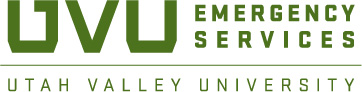 UVU EMERGENCY
SERVICES
UTAH VALLEY UNIVERSITY